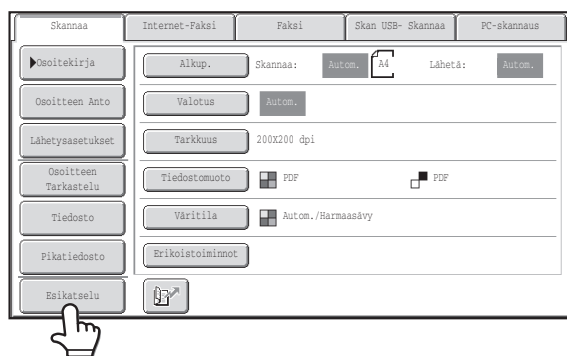 Skannaa Internet-Faksi Faksi Skan USB- Skannaa PC-skannaus
Osoitekirja
Alkup. Skannaa: Autom. A4 Lähetä: Autom.
Osoitteen Anto
Valotus Autom.
Lähetysasetukset
Tarkkuus 200X200 dpi
Osoitteen
Tarkastelu
Tiedostomuoto PDF PDF
Tiedosto
Väritila Autom./Harmaasävy
Pikatiedosto
Erikoistoiminnot
Esikatselu